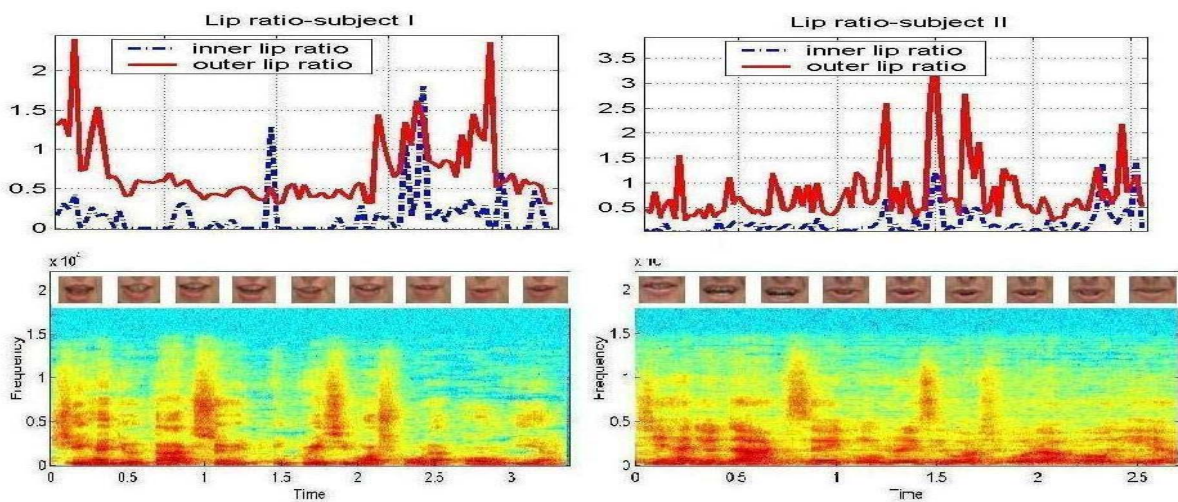 Lip ratio-subject I
inner lip ratio
outer lip ratio
2
1.5
1
0.5
0
Lip ratio-subject II
inner lip ratio
outer lip ratio
3.5
3
2.5
2
1.5
1
0.5
x 10
2
1.5
1
0.5
0
Frequency
0 0.5 1 1.5 2 2.5 3
Time
2
1.5
1
0.5
0
Frequency
0 0.5 1 1.5 2 2.5
Time